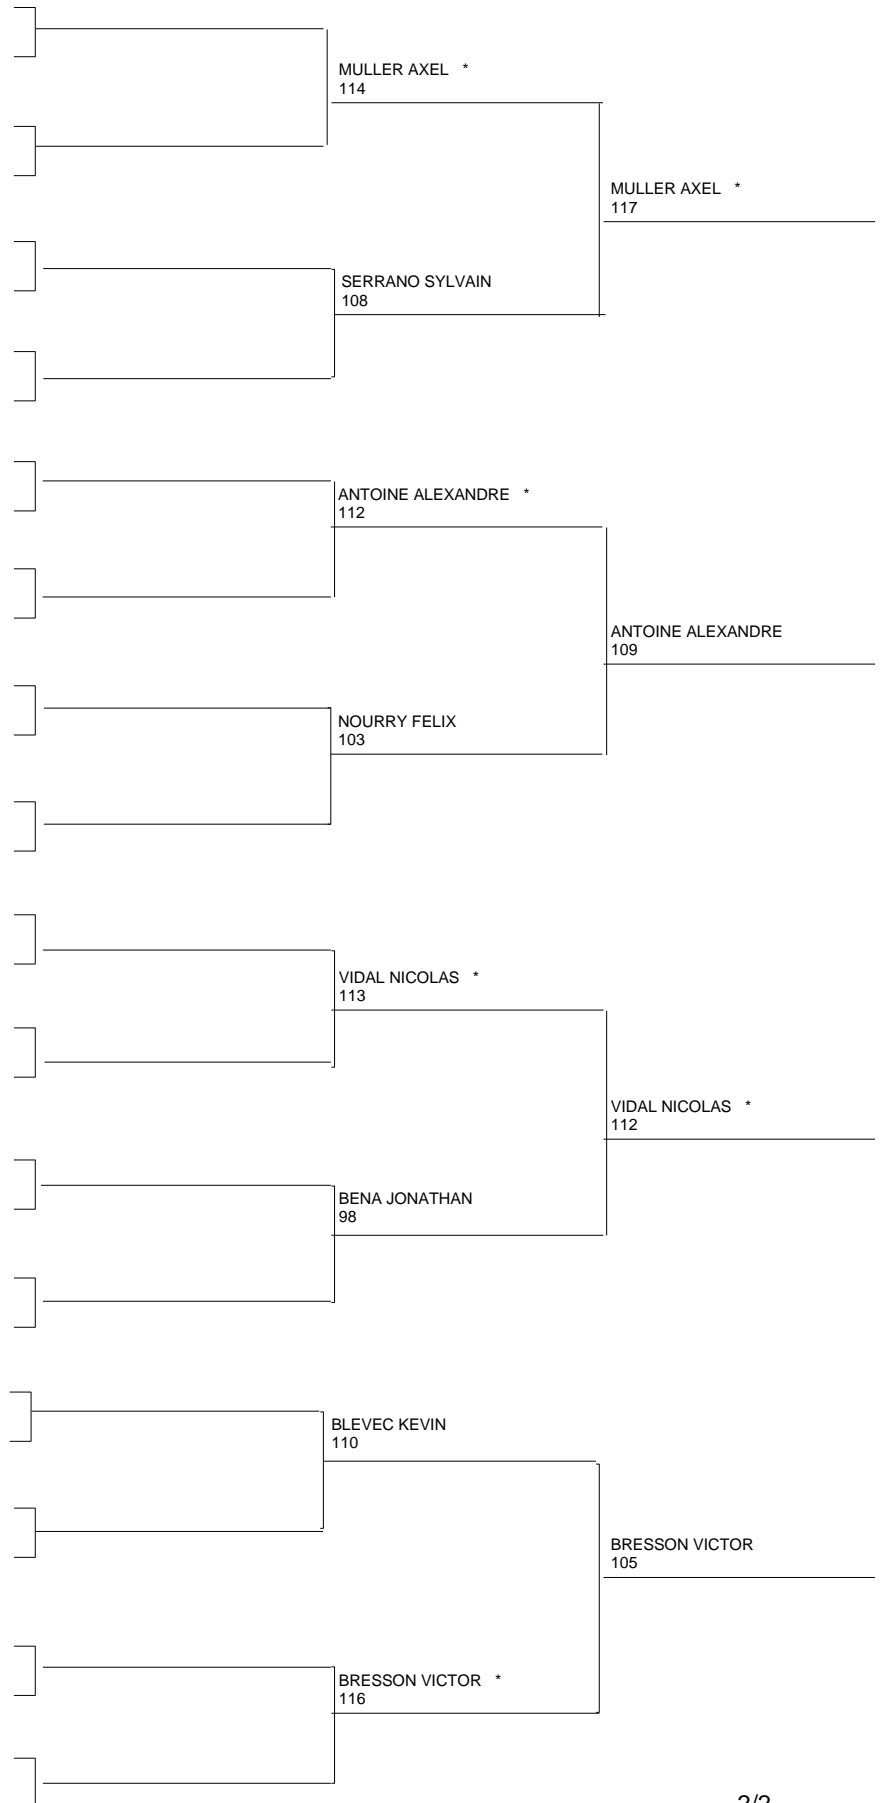 MULLER AXEL *
114
MULLER AXEL *
117
SERRANO SYLVAIN
108
ANTOINE ALEXANDRE *
112
ANTOINE ALEXANDRE
109
NOURRY FELIX
103
VIDAL NICOLAS *
113
VIDAL NICOLAS *
112
BENA JONATHAN
98
BLEVEC KEVIN
110
BRESSON VICTOR
105
BRESSON VICTOR *
116